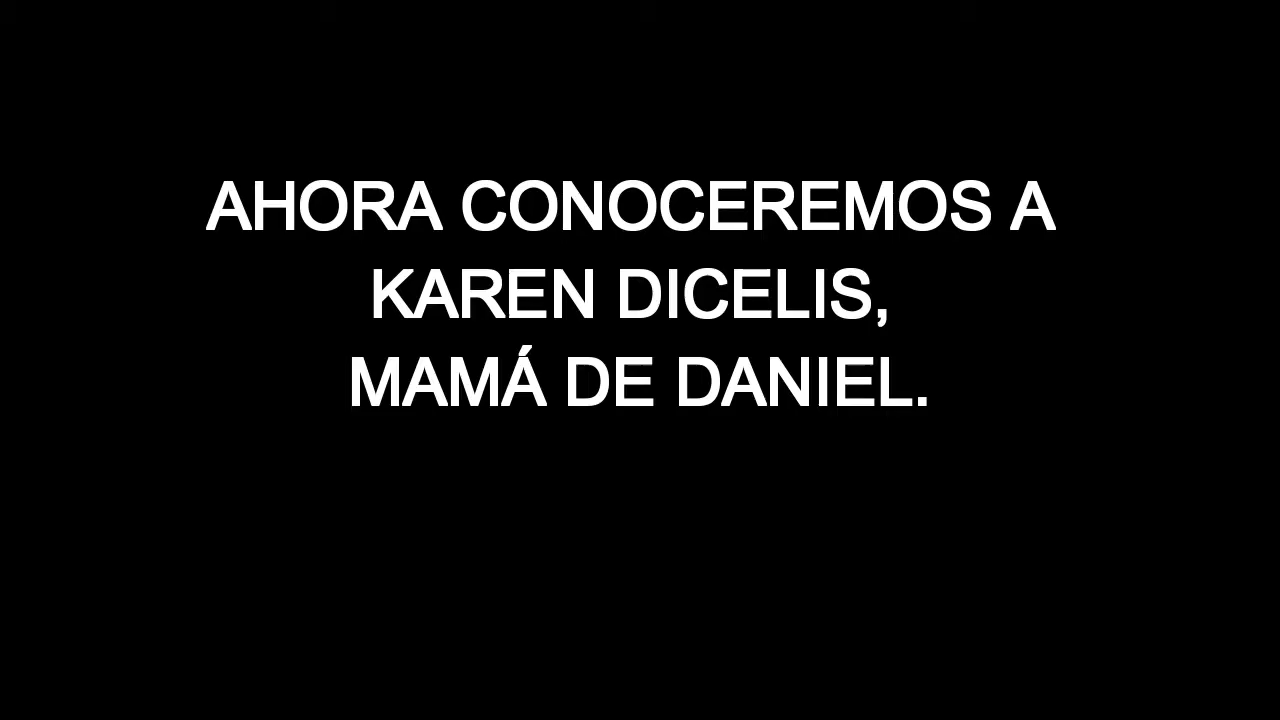 AHORA CONOCEREMOS A
KAREN DICELIS,
MAMÁ DE DANIEL.